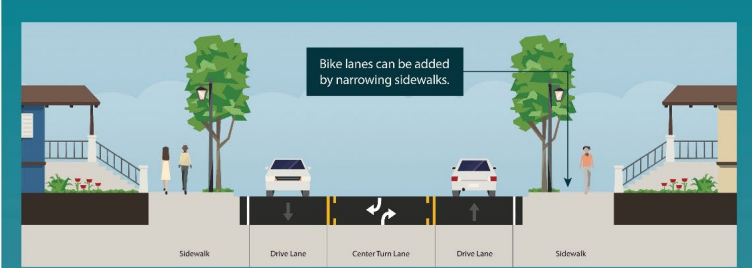 Bike lanes can be added
by narrowing sidewalks.
Sidewalk
Drive Lane
Center Turn Lane
Drive Lane
Sidewalk